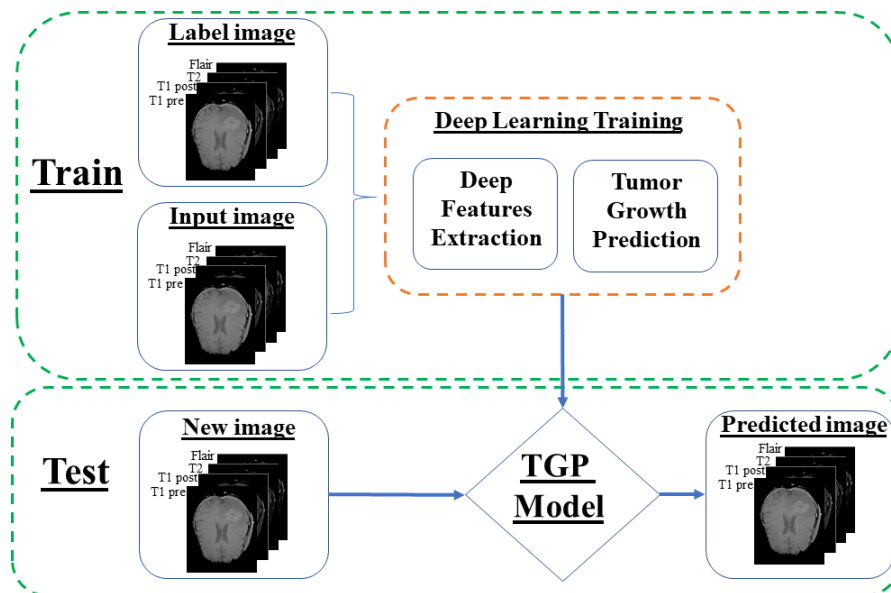 Train
Label image
Flair
T2
T1 post
T1 pre
Input image
Flair
T2
T1 post
T1 pre
Deep Learning Training
Deep
Features
Extraction
Tumor
Growth
Prediction
Test
New image
Flair
T2
T1 post
T1 pre
TGP
Model
Predicted image
Flair
T2
T1 post
T1 pre